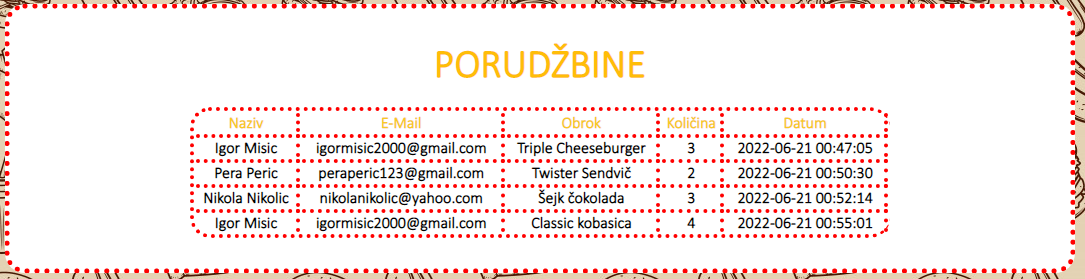 PORUDŽBINE
Naziv E-Mail Obrok Količina Datum
Igor Misic igormisic2000@gmail.com Triple Cheeseburger 3 2022-06-21 00:47:05
Pera Peric peraperic123@gmail.com Twister Sendvič 2 2022-06-21 00:50:30
Nikola Nikolic nikolanikolic@yahoo.com Šejk čokolada 3 2022-06-21 00:52:14
Igor Misic igormisic2000@gmail.com Classic kobasica 4 2022-06-21 00:55:01